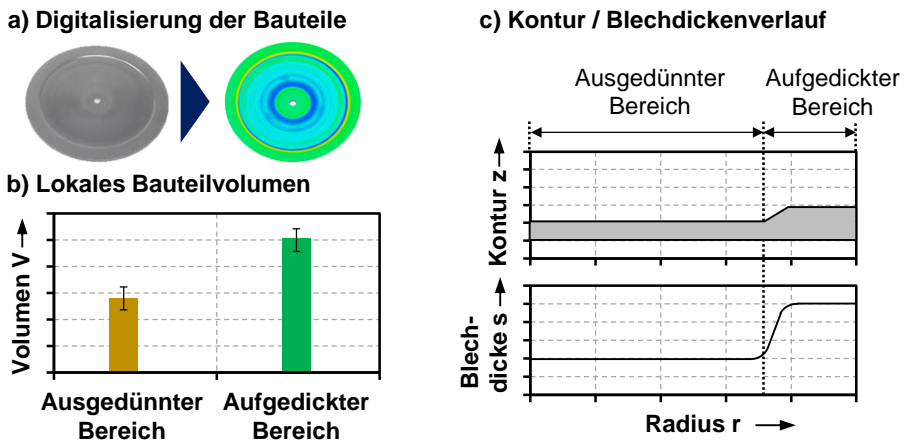 a) Digitalisierung der Bauteile
b) Lokales Bauteilvolumen
Volumen V
Ausgedünnter
Bereich
Aufgedickter
Bereich
c) Kontur / Blechdickenverlauf
Ausgedünnter
Bereich
Aufgedickter
Bereich
Kontur z
Blech-
dicke s
Radius r